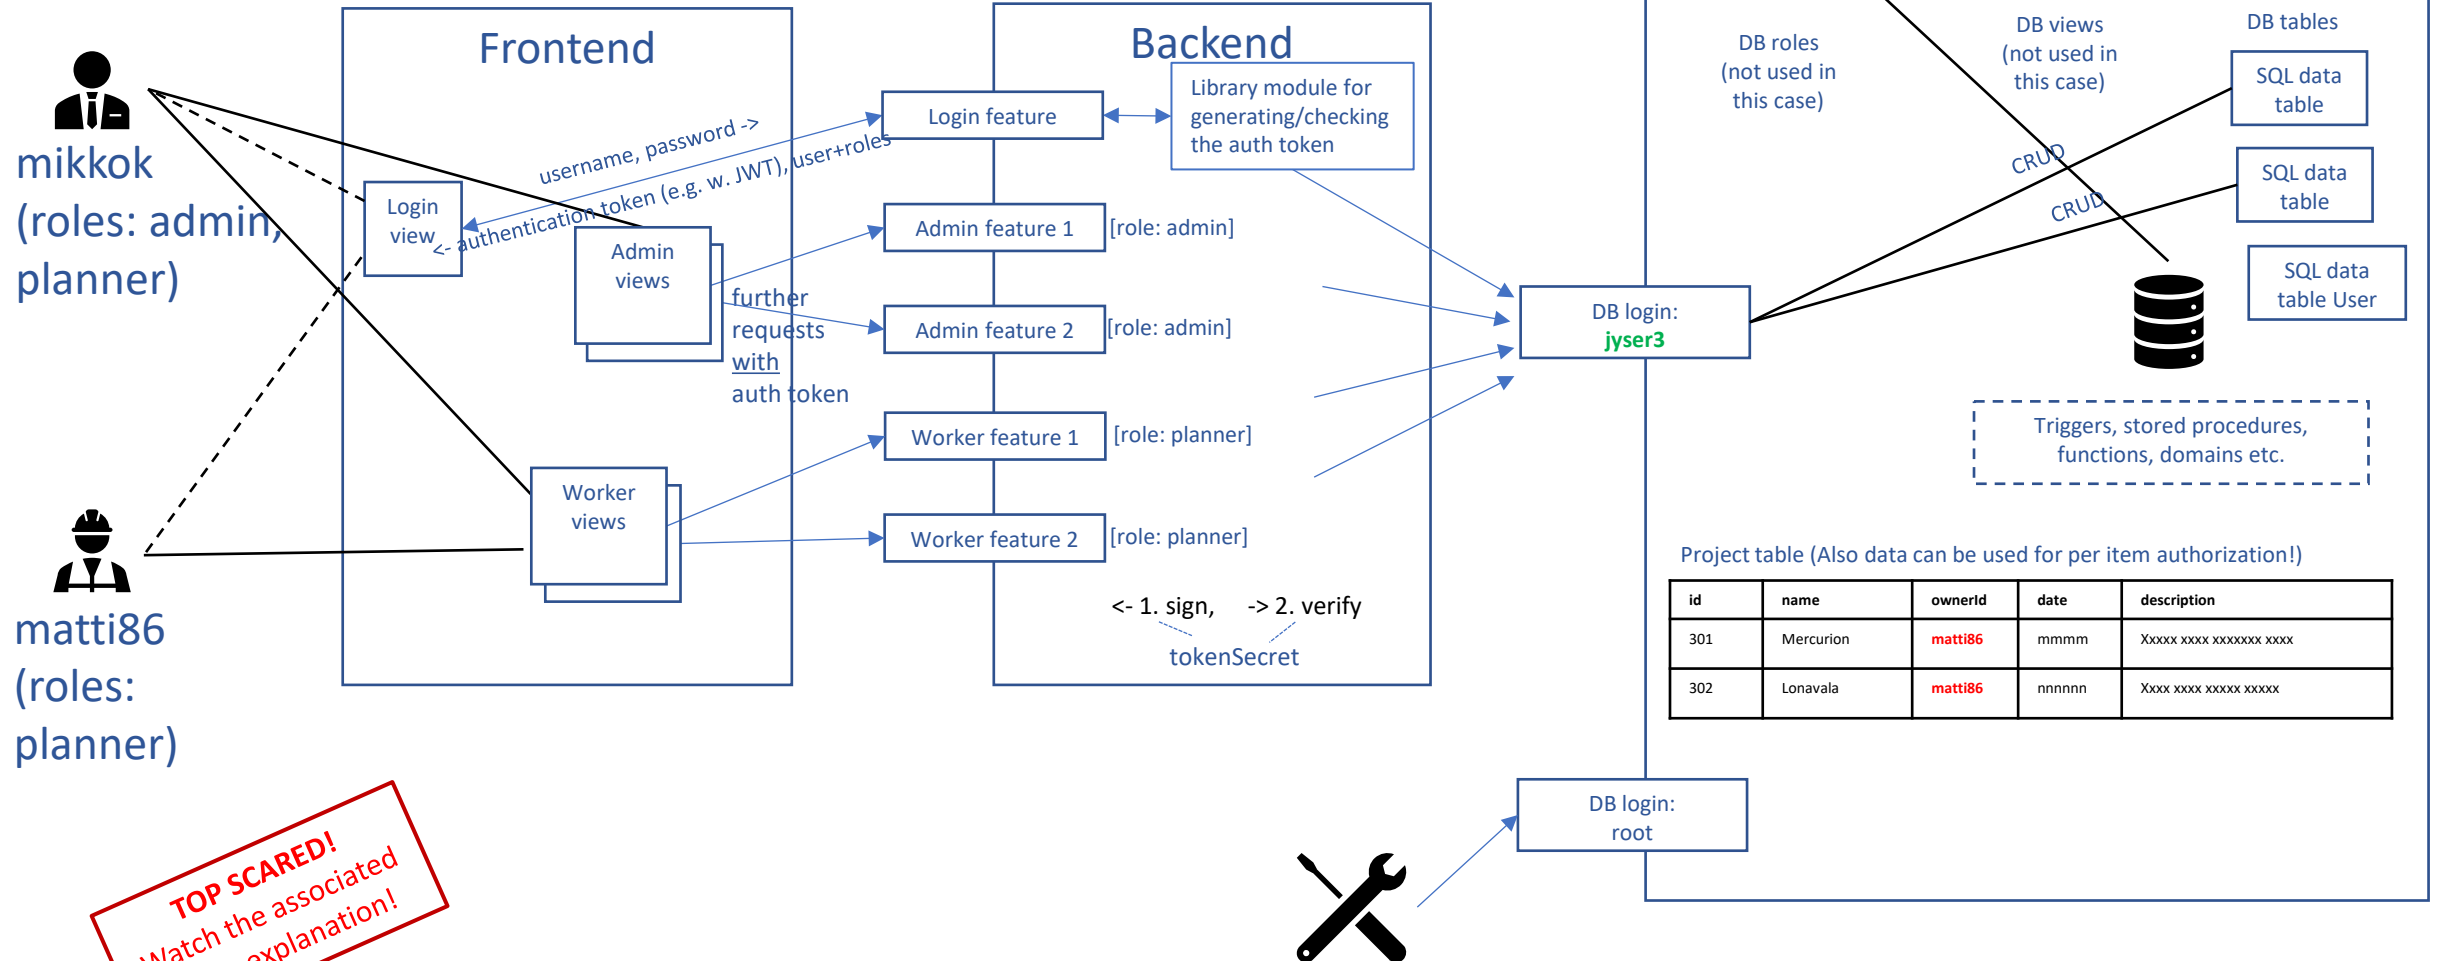 Frontend
Backend
DB roles
(not used in
this case)
DB views
(not used in
this case)
DB tables
SQL data
table
SQL data
table
SQL data
table User
mikkok
(roles: admin,
planner)
matti86
(roles:
planner)
Login
view
username, password ->
<- authentication token (e.g. w. JWT), user+roles
Admin
views
further
requests
with
auth token
Worker
views
Login feature
Library module for
generating/checking
the auth token
Admin feature 1
[role: admin]
Admin feature 2
[role: admin]
Worker feature 1
[role: planner]
Worker feature 2
[role: planner]
<- 1. sign, -> 2. verify
tokenSecret
DB login:
jyser3
CRUD
CRUD
Triggers, stored procedures,
functions, domains etc.
Project table (Also data can be used for per item authorization!)
id name ownerId date description
301 Mercurion matti86 mmmm Xxxxx xxxx xxxxxxx xxxx
302 Lonavala matti86 nnnnnn Xxxx xxxx xxxxx xxxxx
DB login:
root
TOP SCARED!
Watch the associated
explanation!